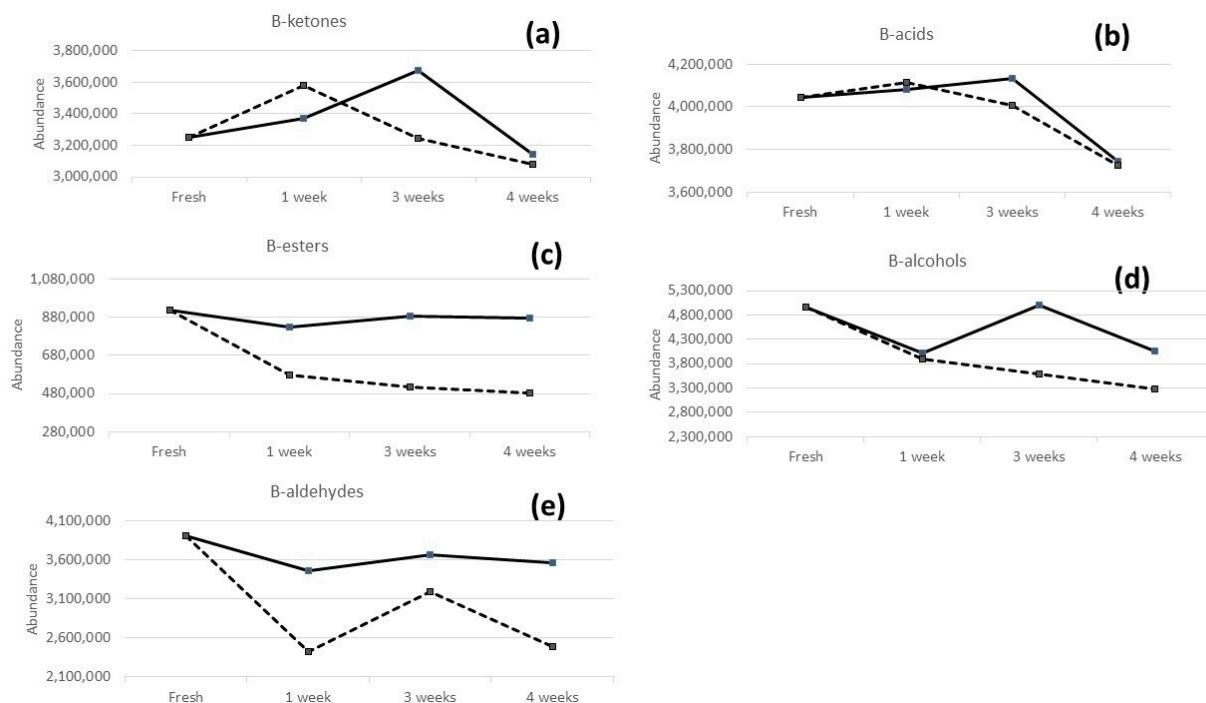 B-ketones
(a)
Abundance
3,800,000
3,600,000
3,400,000
3,200,000
3,000,000
Fresh
1 week
3 weeks
4 weeks
B-acids
(b)
Abundance
4,200,000
4,000,000
3,800,000
3,600,000
Fresh
1 week
3 weeks
4 weeks
B-esters
(c)
Abundance
1,080,000
880,000
680,000
480,000
280,000
Fresh
1 week
3 weeks
4 weeks
B-alcohols
(d)
Abundance
5,300,000
4,800,000
4,300,000
3,800,000
3,300,000
2,800,000
2,300,000
Fresh
1 week
3 weeks
4 weeks
B-aldehydes
(e)
Abundance
4,100,000
3,600,000
3,100,000
2,600,000
2,100,000
Fresh
1 week
3 weeks
4 weeks